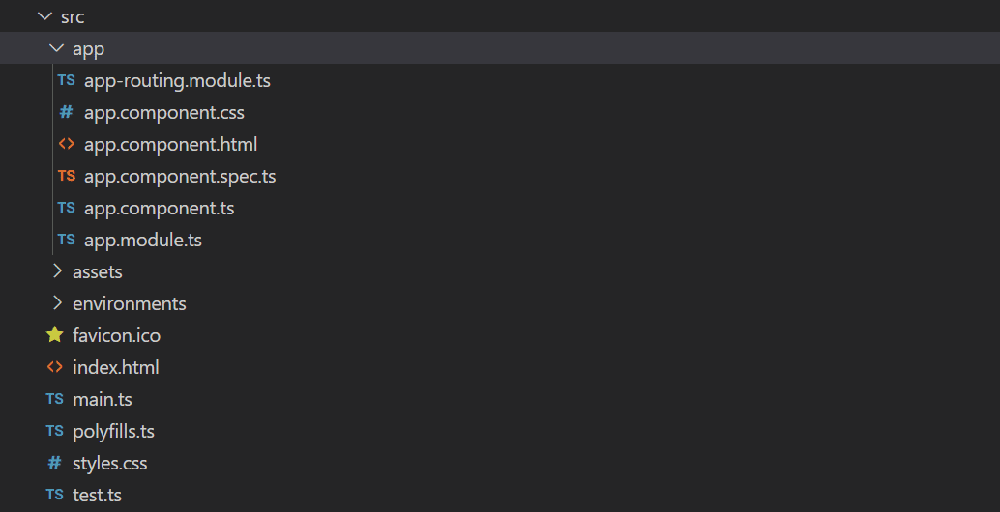 src
app
TS app-routing.module.ts
# app.component.css
<> app.component.html
TS app.component.spec.ts
TS app.component.ts
TS app.module.ts
assets
environments
favicon.ico
<> index.html
TS main.ts
TS polyfills.ts
# styles.css
TS test.ts